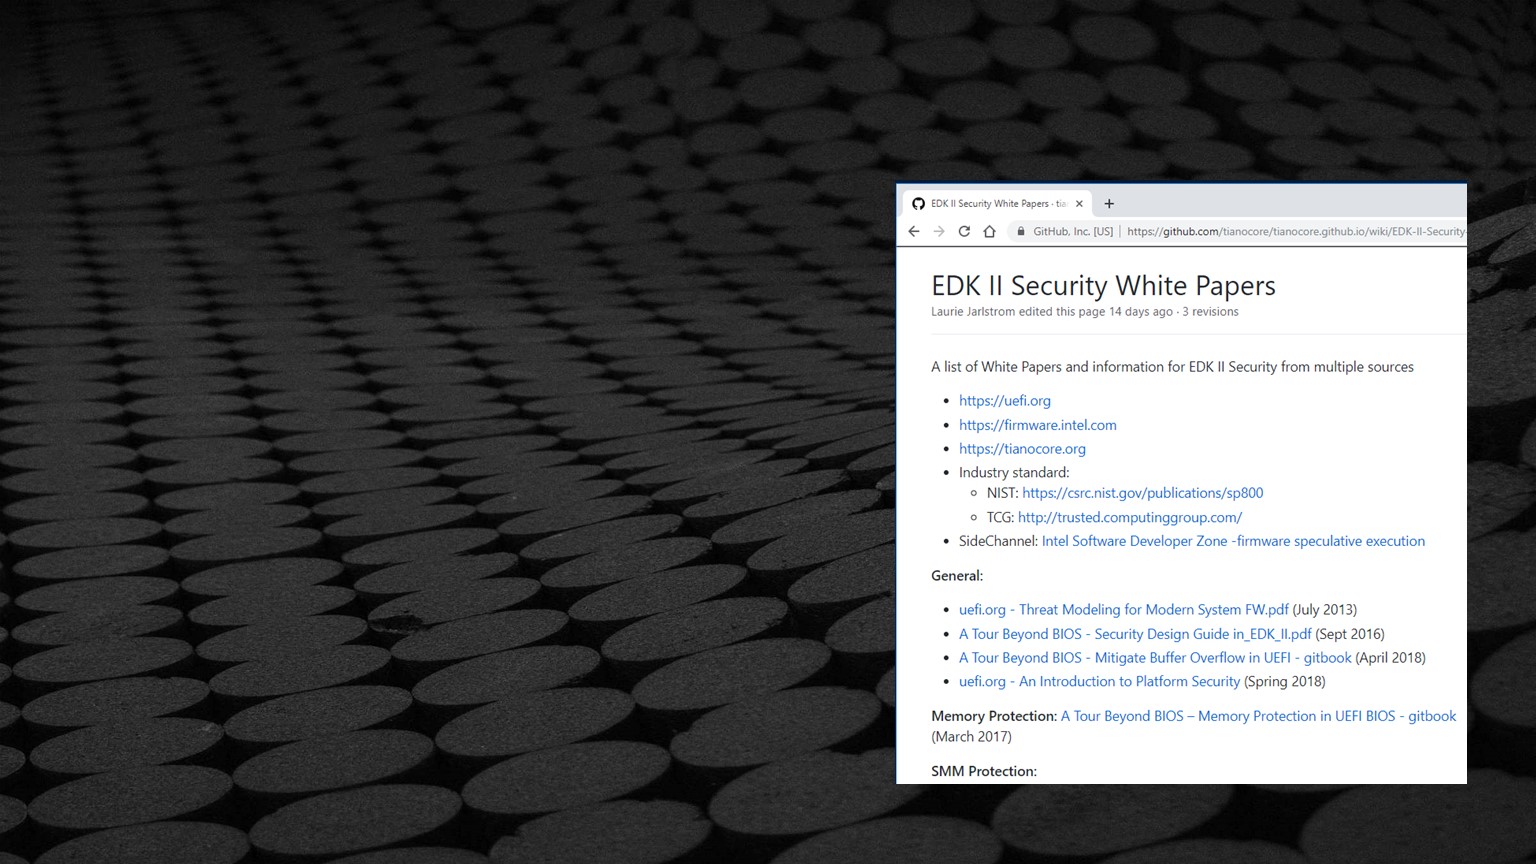 EDK II Security White Papers · tia
GitHub, Inc. [US] | https://github.com/tianocore/tianocore.github.io/wiki/EDK-II-Security-
EDK II Security White Papers
Laurie Jarlstrom edited this page 14 days ago · 3 revisions
A list of White Papers and information for EDK II Security from multiple sources
• https://uefi.org
• https://firmware.intel.com
• https://tianocore.org
• Industry standard:
○ NIST: https://csrc.nist.gov/publications/sp800
○ TCG: http://trusted.computinggroup.com/
• SideChannel: Intel Software Developer Zone -firmware speculative execution
General:
• uefi.org - Threat Modeling for Modern System FW.pdf (July 2013)
• A Tour Beyond BIOS - Security Design Guide in_EDK_II.pdf (Sept 2016)
• A Tour Beyond BIOS - Mitigate Buffer Overflow in UEFI - gitbook (April 2018)
• uefi.org - An Introduction to Platform Security (Spring 2018)
Memory Protection: A Tour Beyond BIOS – Memory Protection in UEFI BIOS - gitbook
(March 2017)
SMM Protection: